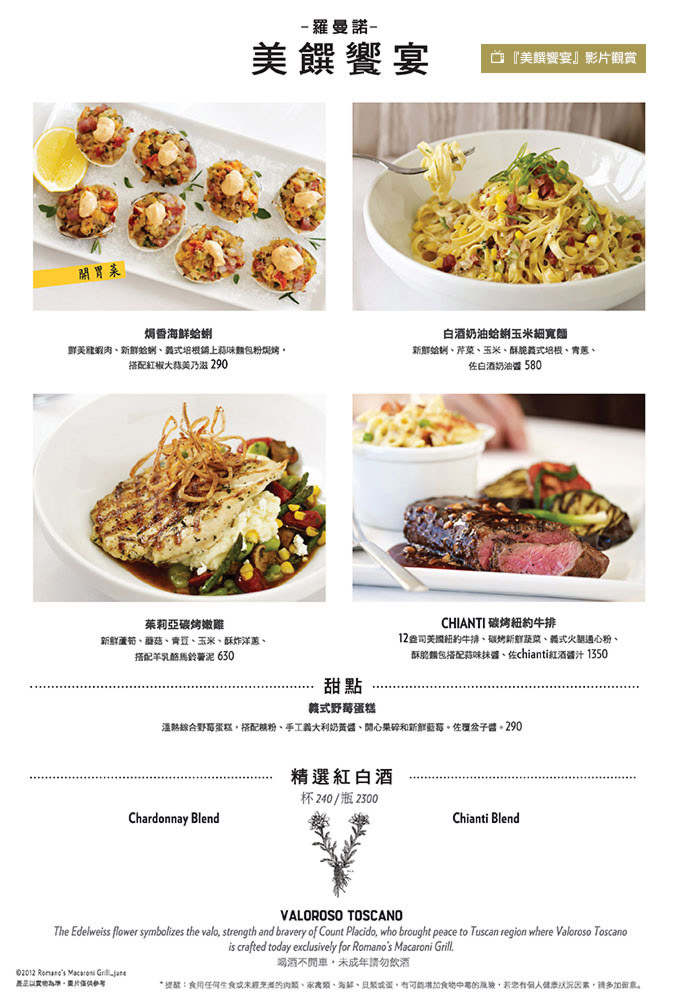 -羅曼諾-
美饌饗宴
『美饌饗宴』影片觀賞
開胃菜
焗香海鮮蛤蜊
鮮美龍蝦肉、新鮮蛤蜊、義式培根鋪上蒜味麵包粉焗烤，
搭配紅椒大蒜美乃滋 290
白酒奶油蛤蜊玉米細寬麵
新鮮蛤蜊、芹菜、玉米、酥脆義式培根、青蔥、
佐白酒奶油醬 580
茱莉亞碳烤嫩雞
新鮮蘆筍、蘑菇、青豆、玉米、酥炸洋蔥、
搭配羊乳酪馬鈴薯泥 630
CHIANTI 碳烤紐約牛排
12盎司美國紐約牛排、碳烤新鮮蔬菜、義式火腿通心粉、
酥脆麵包搭配蒜味抹醬、佐chianti紅酒醬汁 1350
甜點
義式野莓蛋糕
溫熱綜合野莓蛋糕，搭配糖粉、手工義大利奶黃醬、開心果碎和新鮮藍莓。佐覆盆子醬。290
精選紅白酒
杯 240 / 瓶 2300
Chardonnay Blend
Chianti Blend
VALOROSO TOSCANO
The Edelweiss flower symbolizes the valo, strength and bravery of Count Placido, who brought peace to Tuscan region where Valoroso Toscano
is crafted today exclusively for Romano's Macaroni Grill.
喝酒不開車，未成年請勿飲酒
©2012 Romano's Macaroni Grill_June
產品以實物為準，圖片僅供參考
*提醒：食用任何生食或未經烹煮的肉類、家禽類、海鮮、貝類或蛋，有可能增加食物中毒的風險，若您有個人健康狀況因素，請多加留意。